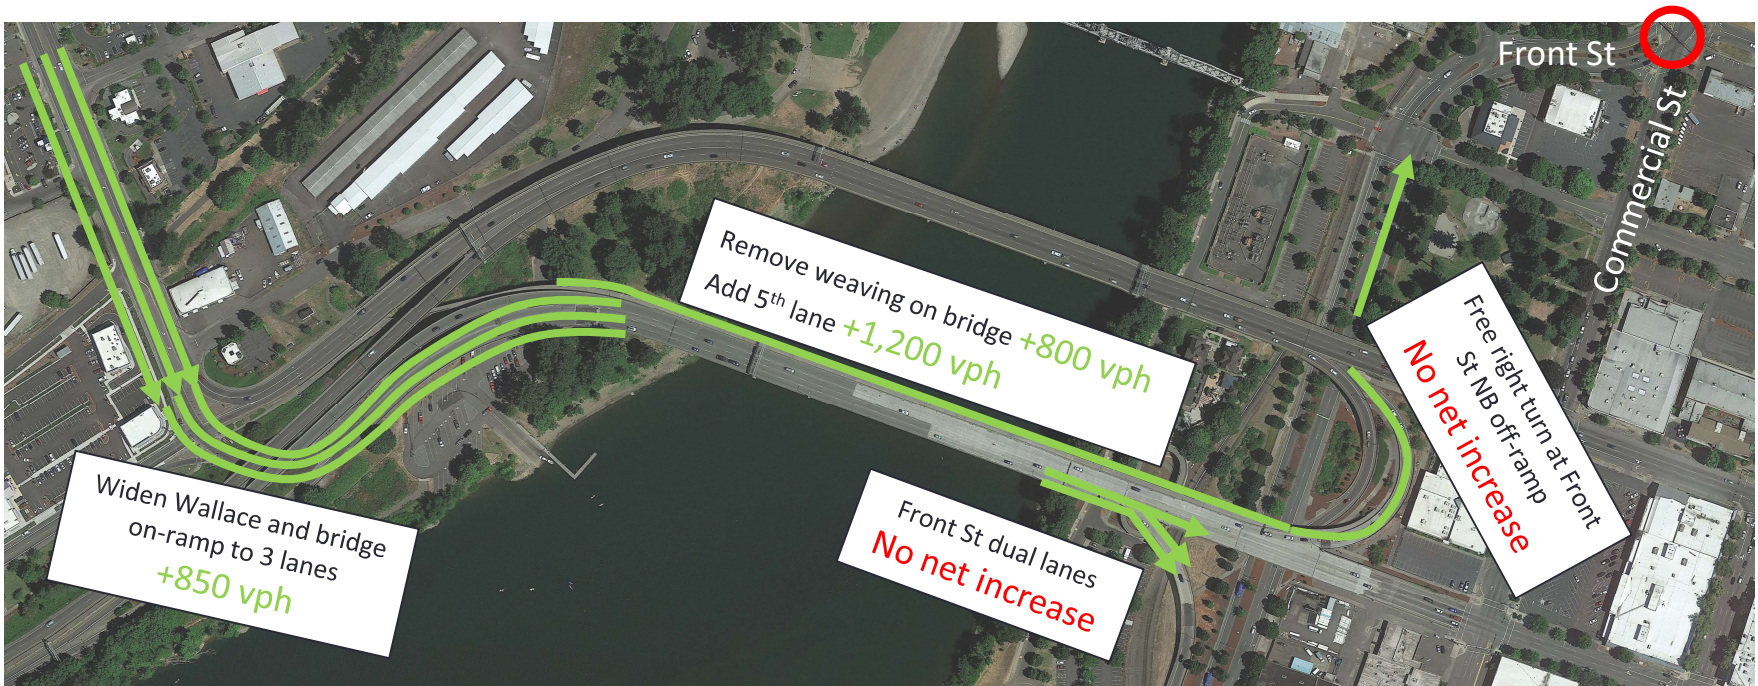 Front St
Commercial St
Remove weaving on bridge +800 vph
Add 5th lane +1,200 vph
Free right turn at Front
St NB off-ramp
No net increase
Widen Wallace and bridge
on-ramp to 3 lanes
+850 vph
Front St dual lanes
No net increase